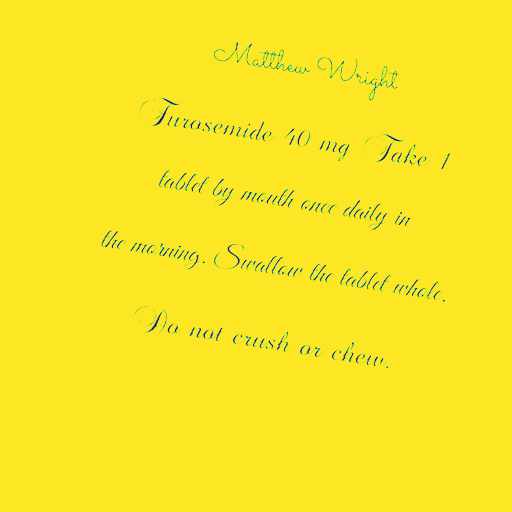 Matthew Wright
Furosemide 40 mg Take 1
tablet by mouth once daily in
the morning. Swallow the tablet whole.
Do not crush or chew.